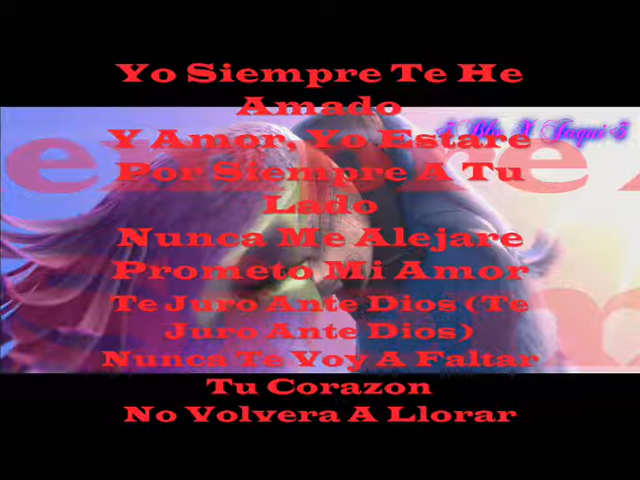 Yo Siempre Te He
Amado
Y Amor, Yo Estare
Por Siempre A Tu
Lado
Nunca Me Alejare
Prometo Mi Amor
Te Juro Ante Dios (Te
Juro Ante Dios)
Nunca Te Voy A Faltar
Tu Corazon
No Volvera A Llorar